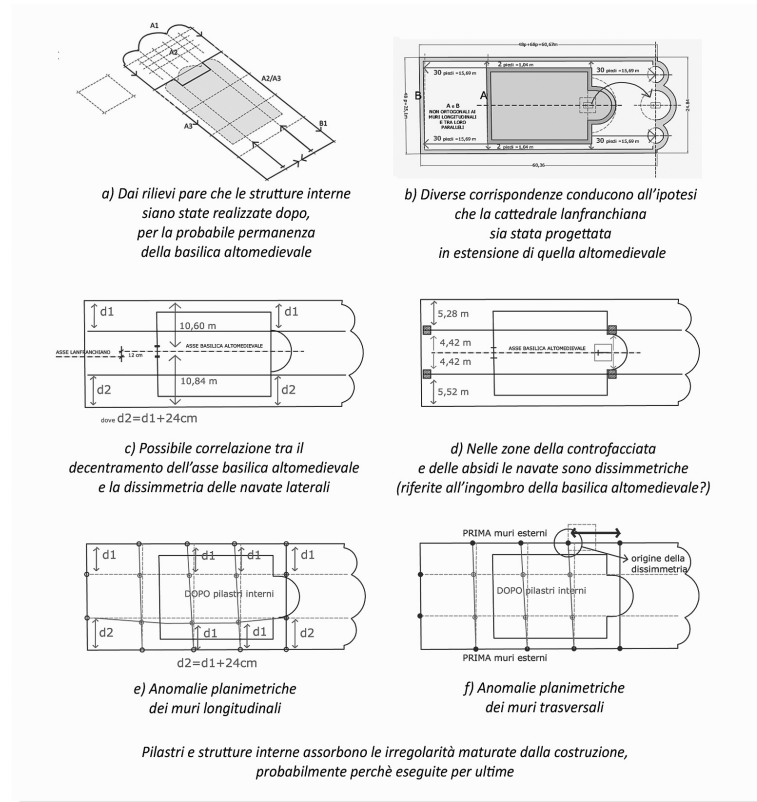 A1
A2
A2/A3
A3
B1
a) Dai rilievi pare che le strutture interne
siano state realizzate dopo,
per la probabile permanenza
della basilica altomedievale
2 piedi =1,04 m
30 piedi =15,69 m
30 piedi =15,69 m
B
A
A e B
NON ORTOGONALI AI
MURI LONGITUDINALI
E TRA LORO
PARALLELI
24,84
30 piedi =15,69 m
30 piedi =15,69 m
2 piedi =1,04 m
60,36
b) Diverse corrispondenze conducono all'ipotesi
che la cattedrale lanfranchiana
sia stata progettata
in estensione di quella altomedievale
d1
d1
10,60 m
ASSE LANFRANCHIANO
12 cm
ASSE BASILICA ALTOMEDIEVALE
10,84 m
d2
d2
dove d2=d1+24cm
c) Possibile correlazione tra il
decentramento dell'asse basilica altomedievale
e la dissimmetria delle navate laterali
5,28 m
4,42 m
ASSE BASILICA ALTOMEDIEVALE
4,42 m
5,52 m
d) Nelle zone della controfacciata
e delle absidi le navate sono dissimmetriche
(riferite all'ingombro della basilica altomedievale?)
d1
d1
d1
d1
DOPO pilastri interni
d2
d1
d1
d2
d2=d1+24cm
e) Anomalie planimetriche
dei muri longitudinali
PRIMA muri esterni
origine della
dissimmetria
DOPO pilastri interni
PRIMA muri esterni
f) Anomalie planimetriche
dei muri trasversali
Pilastri e strutture interne assorbono le irregolarità maturate dalla costruzione,
probabilmente perchè eseguite per ultime